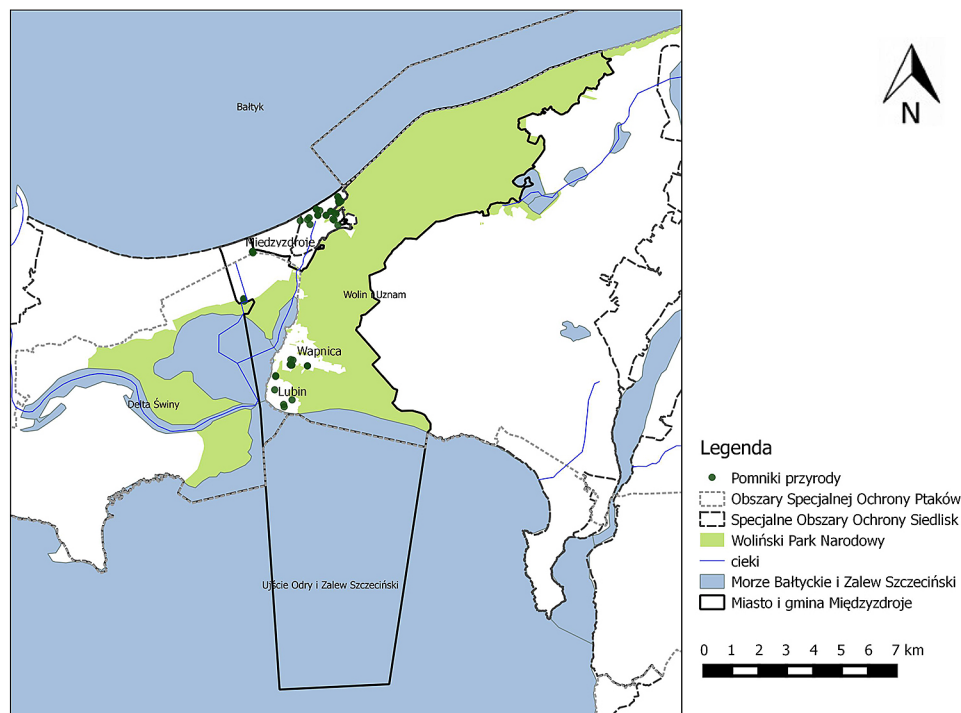 Bałtyk
N
Międzyzdroje
Wolin i Uznam
Wapnica
Lubin
Delta Świny
Ujście Odry i Zalew Szczeciński
Legenda
Pomniki przyrody
Obszary Specjalnej Ochrony Ptaków
Specjalne Obszary Ochrony Siedlisk
Woliński Park Narodowy
cieki
Morze Bałtyckie i Zalew Szczeciński
Miasto i gmina Międzyzdroje
0 1 2 3 4 5 6 7 km